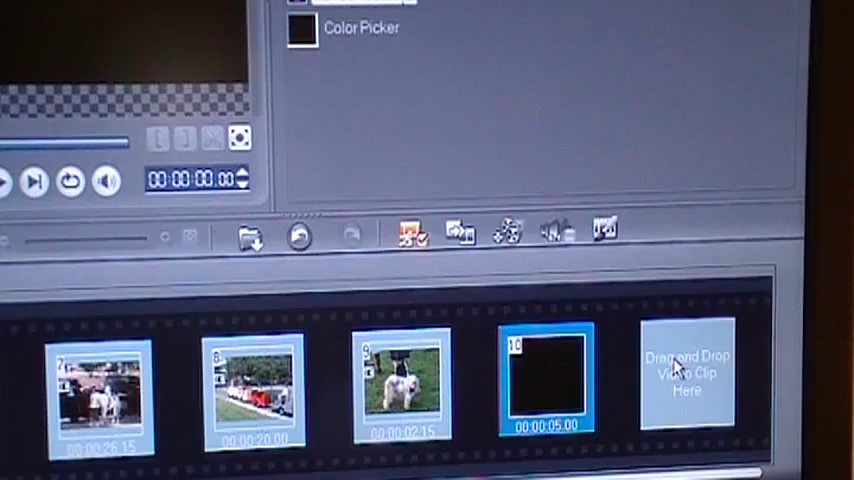 Color Picker
[ ]
00:00:00.00
7
8
9
10
Drag and Drop
Video Clip
Here
00:00:26.15
00:00:20.00
00:00:02.15
00:00:05.00